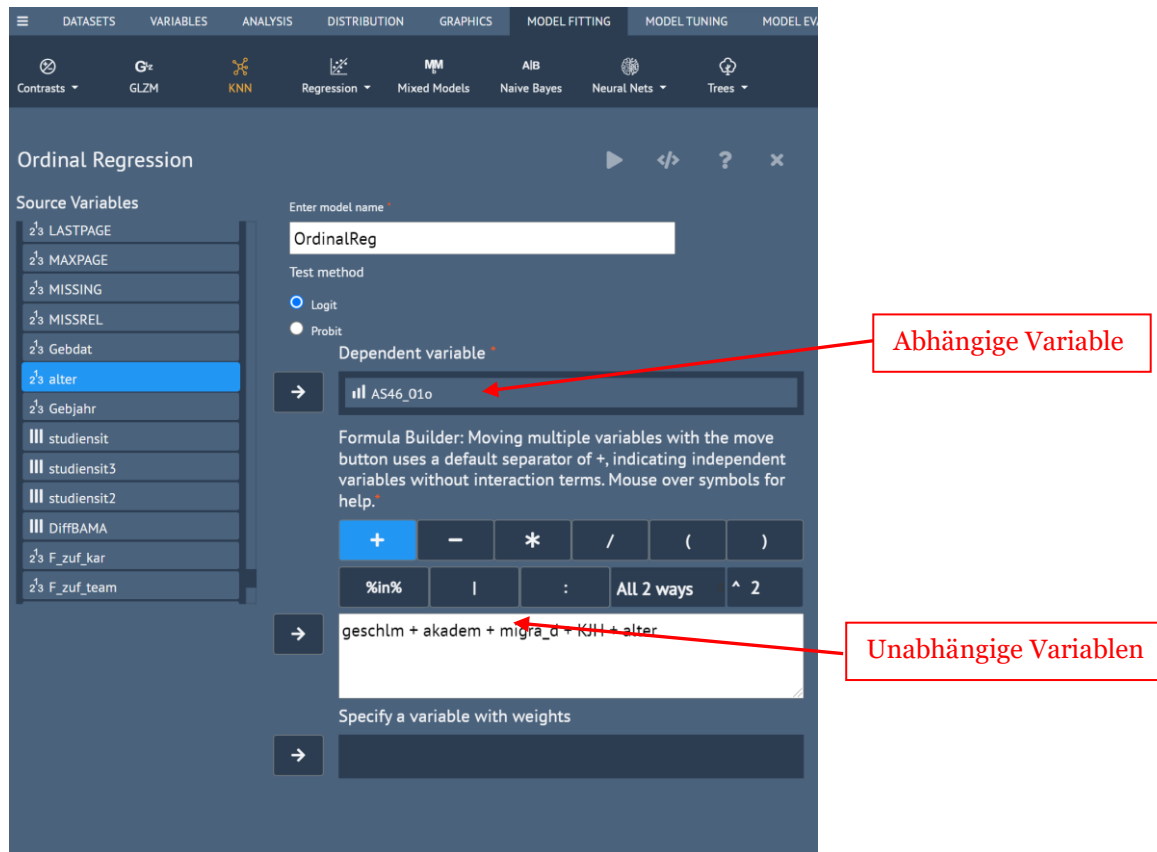 DATASETS VARIABLES ANALYSIS DISTRIBUTION GRAPHICS MODEL FITTING MODEL TUNING MODEL EV
Contrasts GLZM KNN Regression Mixed Models Naive Bayes Neural Nets Trees
Ordinal Regression </> ? ×
Source Variables
LASTPAGE
MAXPAGE
MISSING
MISSREL
Gebdat
alter
Gebjahr
studiensit
studiensit3
studiensit2
DiffBAMA
F_zuf_kar
F_zuf_team
Enter model name *
OrdinalReg
Test method
Logit
Probit
Dependent variable *
AS46_01o
Formula Builder: Moving multiple variables with the move
button uses a default separator of +, indicating independent
variables without interaction terms. Mouse over symbols for
help.*
+ − * / ( )
%in% | : All 2 ways ^ 2
geschlm + akadem + migra_d + KJH + alter
Specify a variable with weights
Abhängige Variable
Unabhängige Variablen